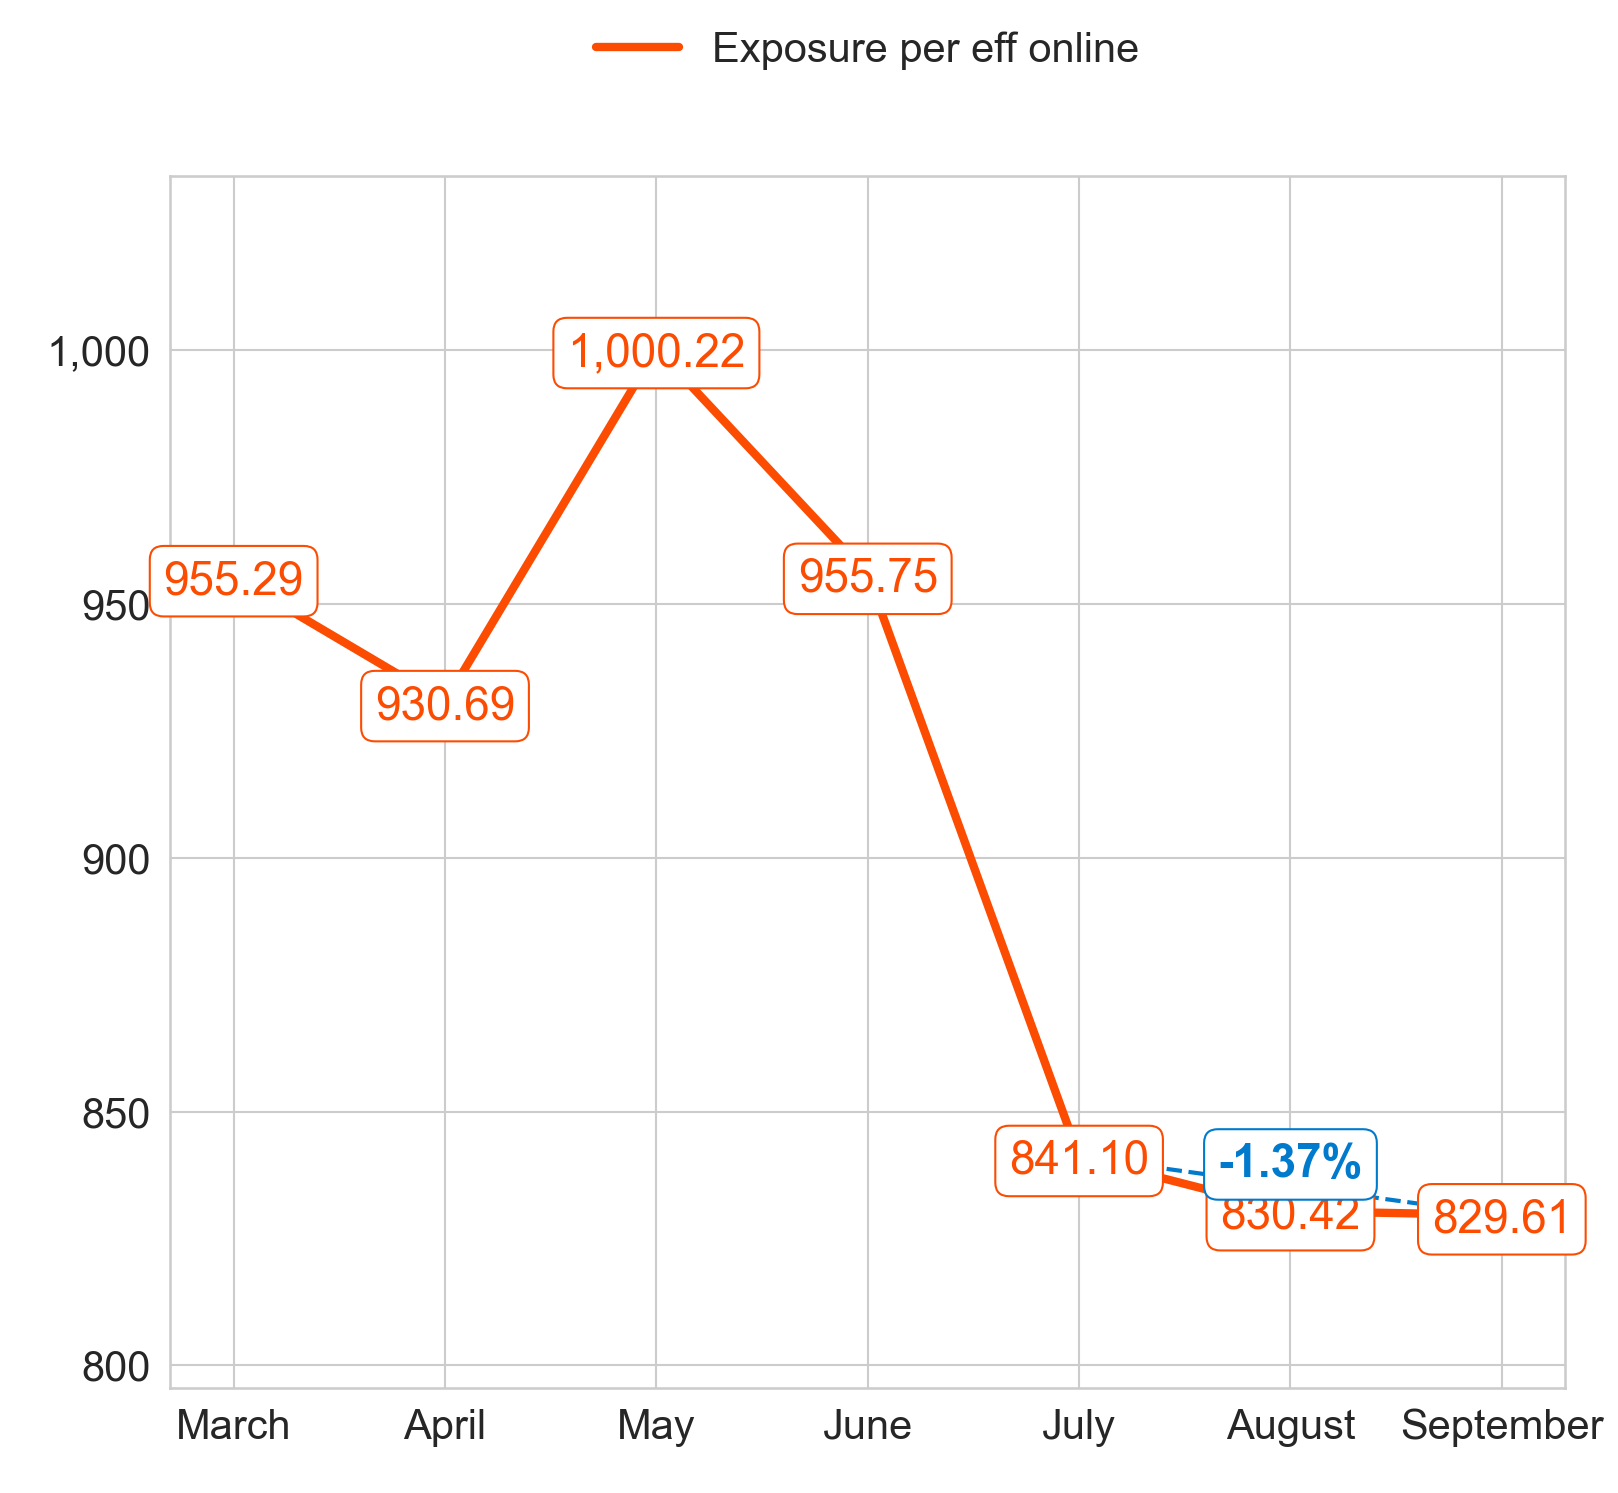 Exposure per eff online
1,000
950
900
850
800
955.29
930.69
1,000.22
955.75
841.10
-1.37%
830.42
829.61
March
April
May
June
July
August
September